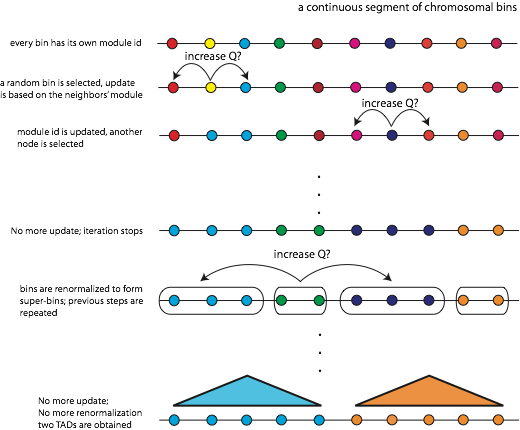 a continuous segment of chromosomal bins
every bin has its own module id
increase Q?
a random bin is selected, update
is based on the neighbors' module
increase Q?
module id is updated, another
node is selected
No more update; iteration stops
increase Q?
bins are renormalized to form
super-bins; previous steps are
repeated
No more update;
No more renormalization
two TADs are obtained